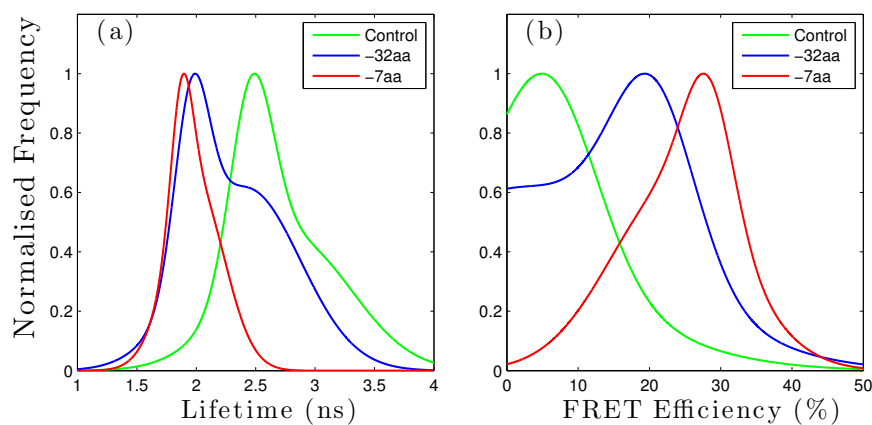 (a)
Control
−32aa
−7aa
Normalised Frequency
1
0.8
0.6
0.4
0.2
0
1 1.5 2 2.5 3 3.5 4
Lifetime (ns)
(b)
Control
−32aa
−7aa
1
0.8
0.6
0.4
0.2
0
0 10 20 30 40 50
FRET Efficiency (%)